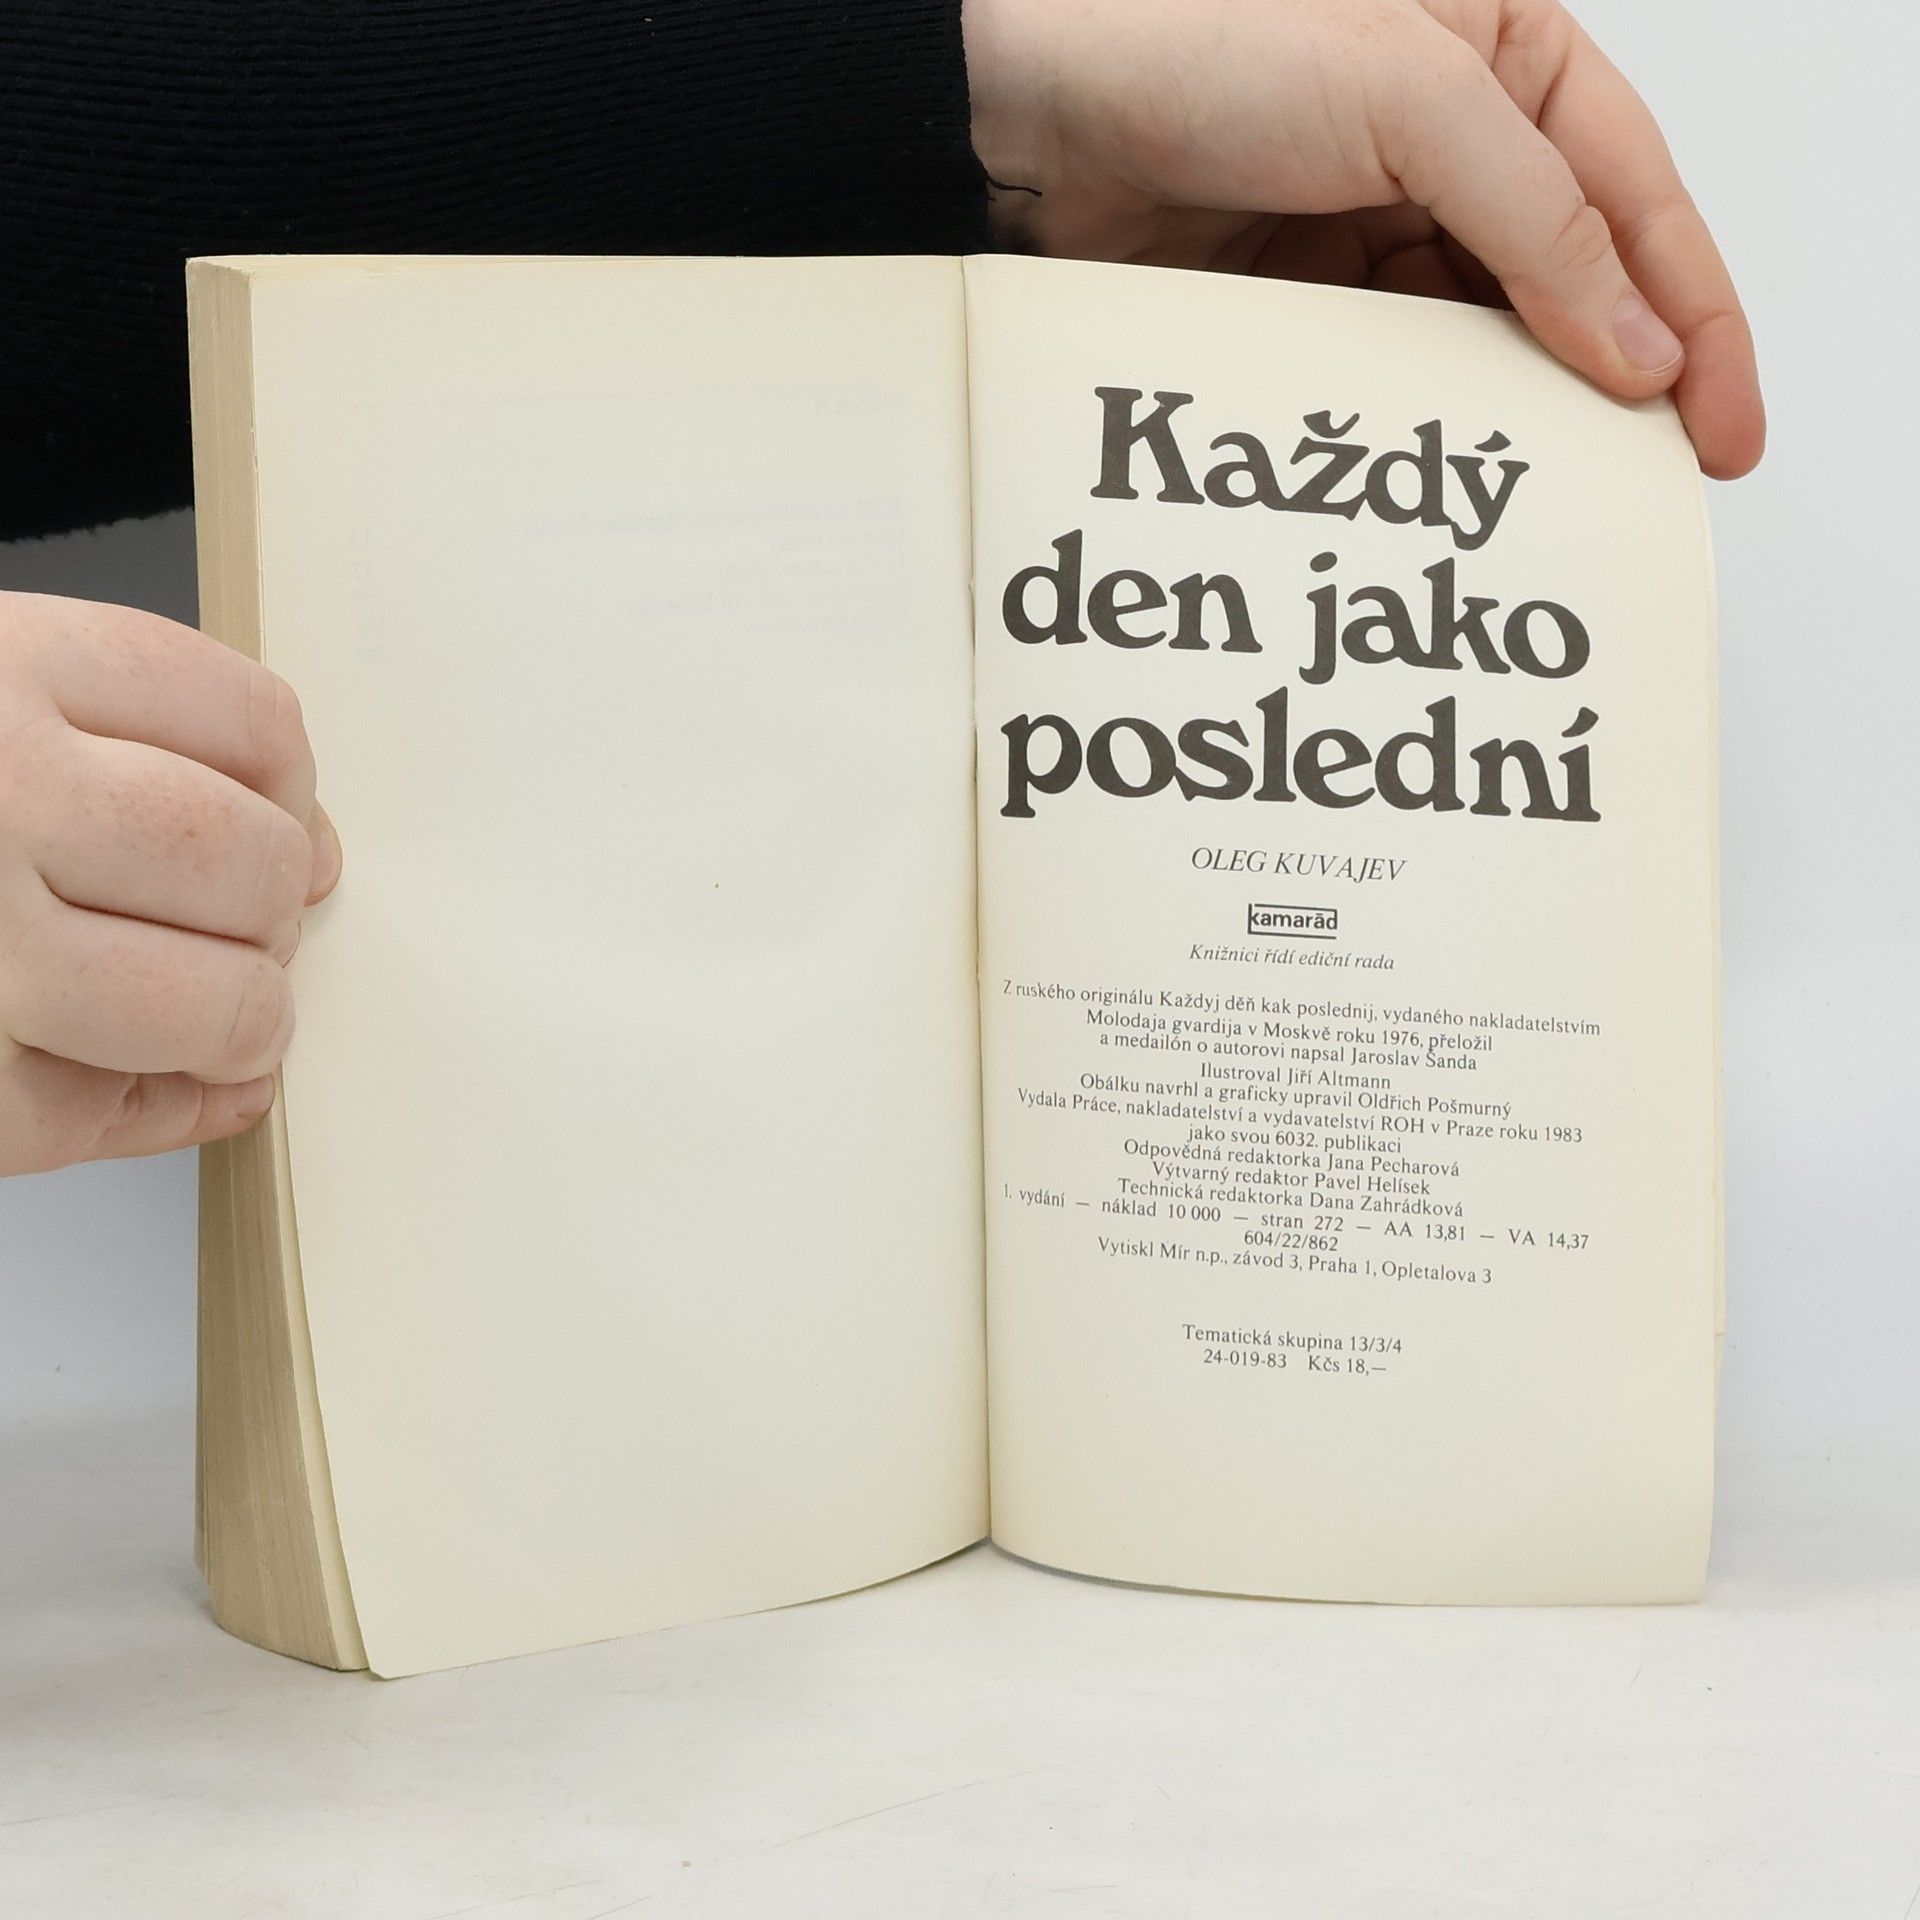 Každý
den jako
poslední
OLEG KUVAJEV
kamarád
Knižnici řídí ediční rada
Z ruského originálu Každyj děň kak poslednij, vydaného nakladatelstvím
Molodaja gvardija v Moskvě roku 1976, přeložil
a medailón o autorovi napsal Jaroslav Šanda
Ilustroval Jiří Altmann
Obálku navrhl a graficky upravil Oldřich Pošmurný
Vydala Práce, nakladatelství a vydavatelství ROH v Praze roku 1983
jako svou 6032. publikaci
Odpovědná redaktorka Jana Pecharová
Výtvarný redaktor Pavel Helísek
Technická redaktorka Dana Zahrádková
1. vydání — náklad 10 000 — stran 272 — AA 13,81 — VA 14,37
604/22/862
Vytiskl Mír n.p., závod 3, Praha 1, Opletalova 3
Tematická skupina 13/3/4
24-019-83 Kčs 18,—